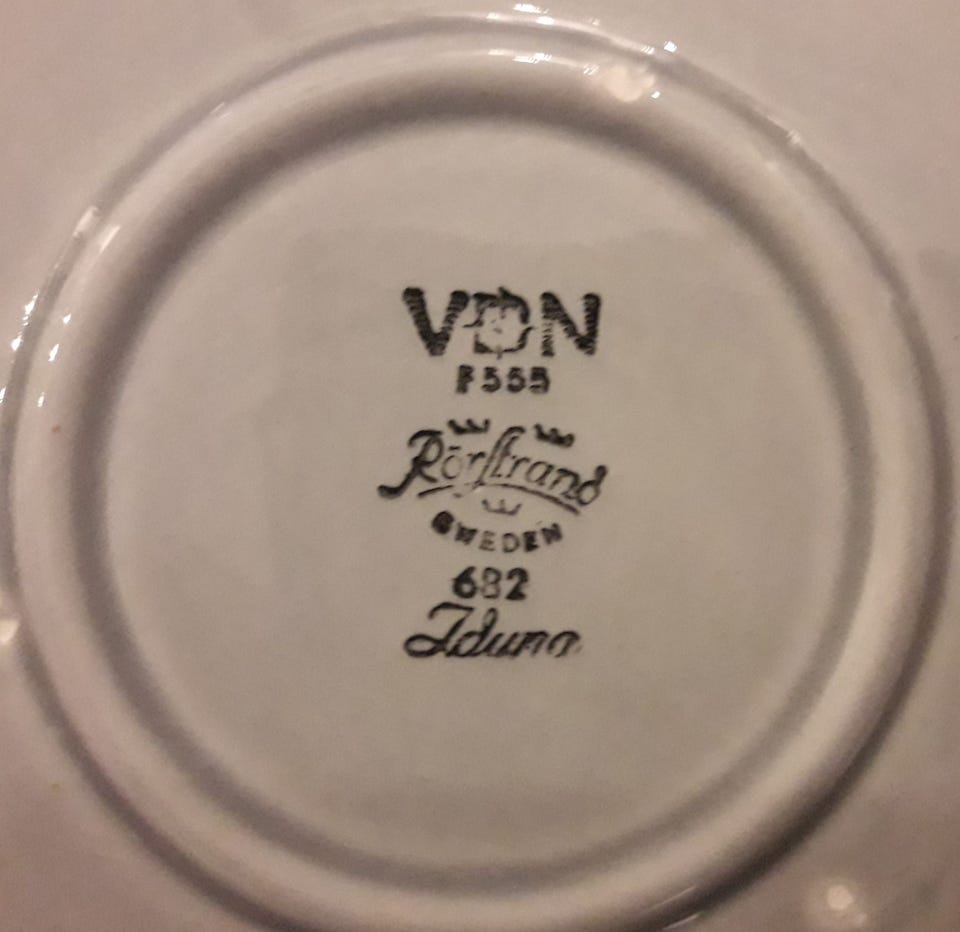 VDN
F555
Rörstrand
SWEDEN
682
Iduna